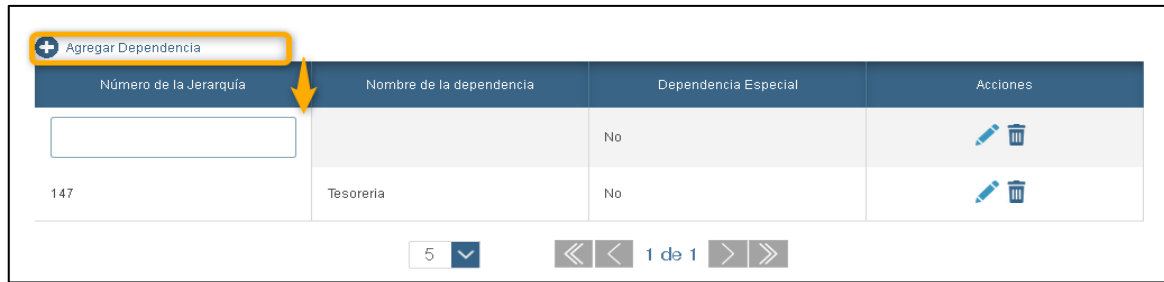 Agregar Dependencia
Número de la Jerarquía Nombre de la dependencia Dependencia Especial Acciones
No
147 Tesoreria No
5 1 de 1